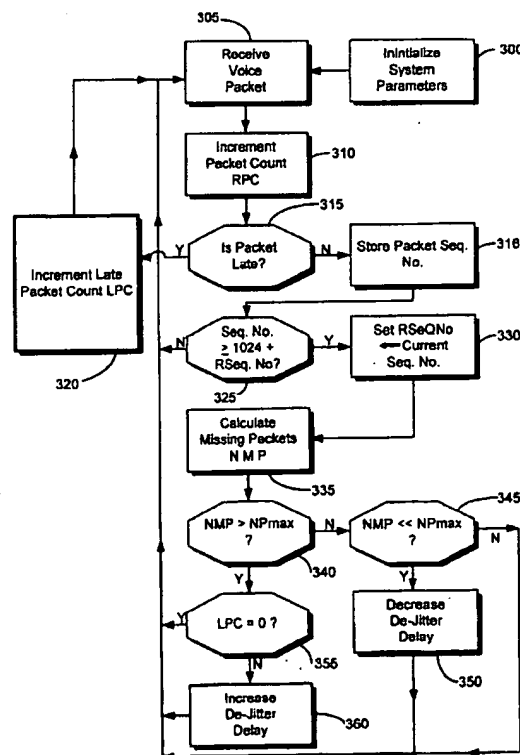 305
300
Receive
Voice
Packet
Inintialize
System
Parameters
Increment
Packet Count
RPC
310
315
Is Packet
Late?
Y
N
Store Packet Seq.
No.
316
Increment Late
Packet Count LPC
320
Seq. No.
≥ 1024 +
RSeq. No?
N
Y
325
Set RSeQNo
← Current
Seq. No.
330
Calculate
Missing Packets
N M P
335
NMP > NPmax
?
N
Y
340
NMP << NPmax
?
345
N
Y
LPC = 0 ?
Y
N
355
Decrease
De-Jitter
Delay
350
Increase
De-Jitter
Delay
360